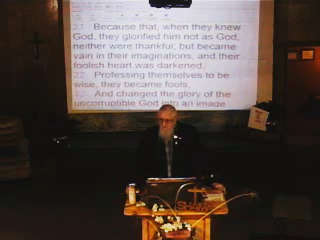 21. Because that, when they knew
God, they glorified him not as God,
neither were thankful; but became
vain in their imaginations, and their
foolish heart was darkened.
22. Professing themselves to be
wise, they became fools,
23. And changed the glory of the
uncorruptible God into an image